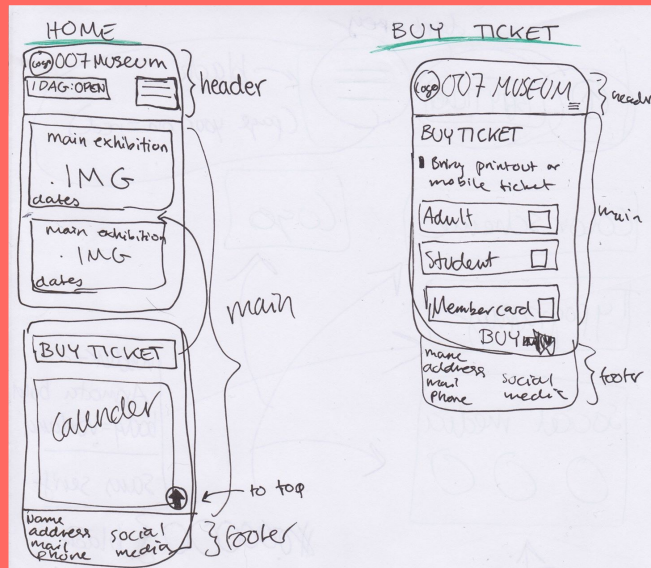 HOME
Logo 007 Museum
IDAG:OPEN
header
main exhibition
.IMG
dates
main exhibition
.IMG
dates
main
BUY TICKET
Calender
to top
Name
address
mail
phone
social
media
footer
BUY TICKET
Logo 007 MUSEUM
header
BUY TICKET
Bring printout or
mobile ticket
Adult
Student
Membercard
main
BUY
name
address
mail
phone
social
media
footer